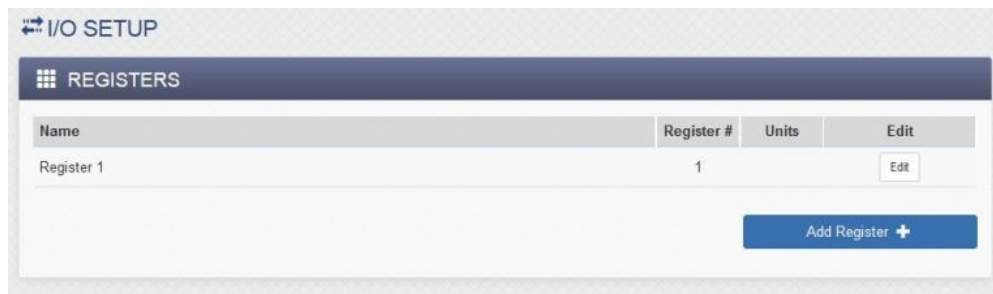 I/O SETUP
REGISTERS
Name Register # Units Edit
Register 1 1 Edit
Add Register